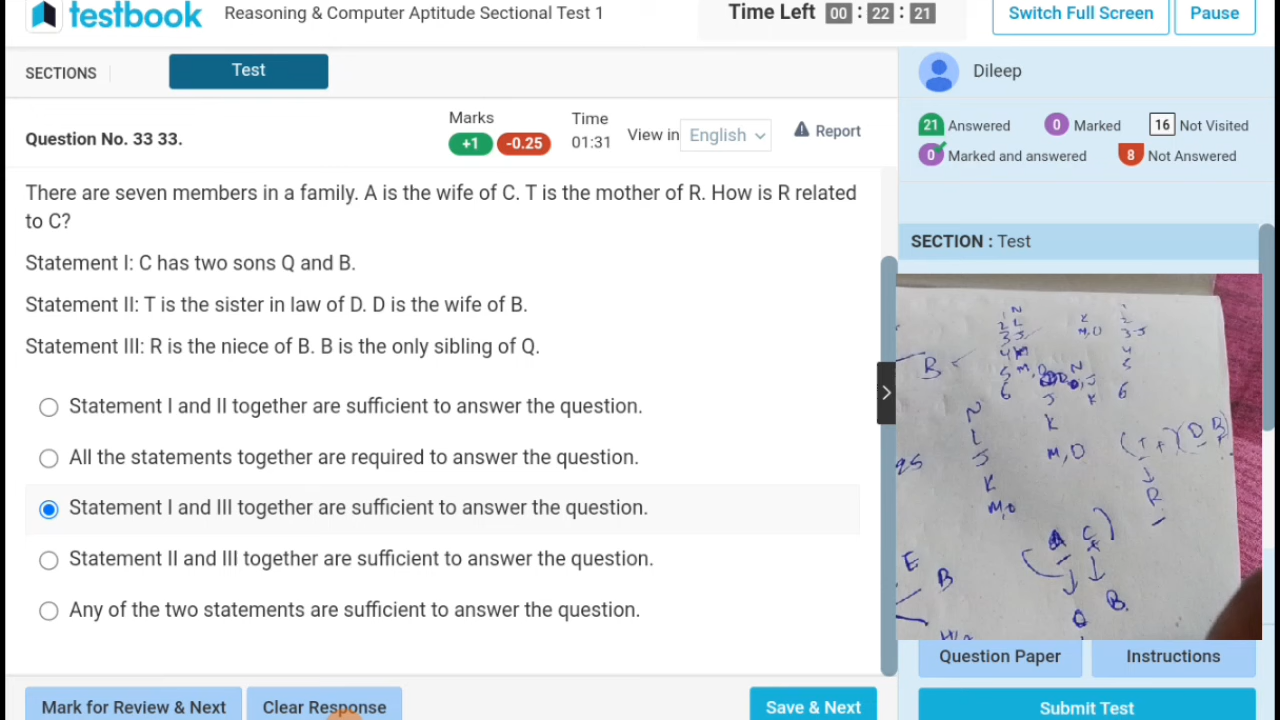 testbook
Reasoning & Computer Aptitude Sectional Test 1
Time Left 00 : 22 : 21
Switch Full Screen
Pause
SECTIONS
Test
Dileep
Question No. 33 33.
Marks
+1 -0.25
Time
01:31
View in English
Report
21 Answered
0 Marked
16 Not Visited
0 Marked and answered
8 Not Answered
There are seven members in a family. A is the wife of C. T is the mother of R. How is R related
to C?
Statement I: C has two sons Q and B.
Statement II: T is the sister in law of D. D is the wife of B.
Statement III: R is the niece of B. B is the only sibling of Q.
Statement I and II together are sufficient to answer the question.
All the statements together are required to answer the question.
Statement I and III together are sufficient to answer the question.
Statement II and III together are sufficient to answer the question.
Any of the two statements are sufficient to answer the question.
SECTION : Test
B
N
L
J
K
M,O
K
M,D
R
E
B
B.
Question Paper
Instructions
Mark for Review & Next
Clear Response
Save & Next
Submit Test